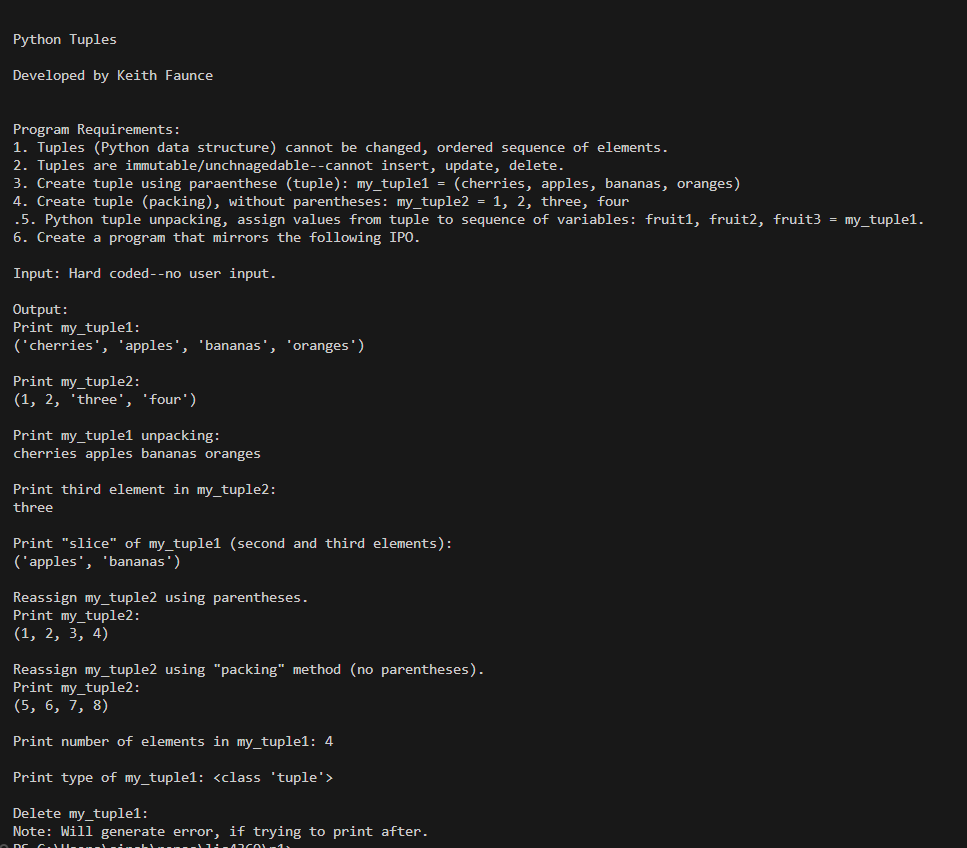 Python Tuples
Developed by Keith Faunce
Program Requirements:
1. Tuples (Python data structure) cannot be changed, ordered sequence of elements.
2. Tuples are immutable/unchnagedable--cannot insert, update, delete.
3. Create tuple using paraenthese (tuple): my_tuple1 = (cherries, apples, bananas, oranges)
4. Create tuple (packing), without parentheses: my_tuple2 = 1, 2, three, four
.5. Python tuple unpacking, assign values from tuple to sequence of variables: fruit1, fruit2, fruit3 = my_tuple1.
6. Create a program that mirrors the following IPO.
Input: Hard coded--no user input.
Output:
Print my_tuple1:
('cherries', 'apples', 'bananas', 'oranges')
Print my_tuple2:
(1, 2, 'three', 'four')
Print my_tuple1 unpacking:
cherries apples bananas oranges
Print third element in my_tuple2:
three
Print "slice" of my_tuple1 (second and third elements):
('apples', 'bananas')
Reassign my_tuple2 using parentheses.
Print my_tuple2:
(1, 2, 3, 4)
Reassign my_tuple2 using "packing" method (no parentheses).
Print my_tuple2:
(5, 6, 7, 8)
Print number of elements in my_tuple1: 4
Print type of my_tuple1: <class 'tuple'>
Delete my_tuple1:
Note: Will generate error, if trying to print after.